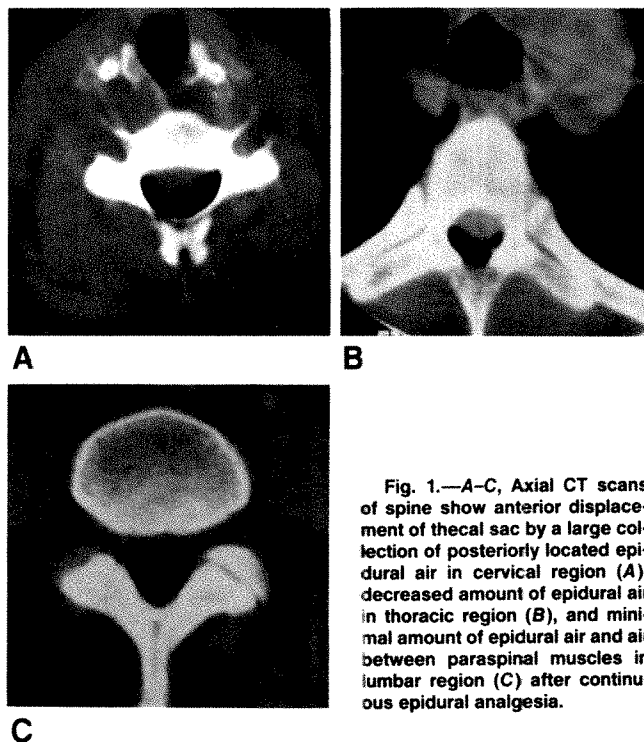 A
B
C
Fig. 1.—A–C, Axial CT scans
of spine show anterior displace-
ment of thecal sac by a large col-
lection of posteriorly located epi-
dural air in cervical region (A),
decreased amount of epidural air
in thoracic region (B), and mini-
mal amount of epidural air and air
between paraspinal muscles in
lumbar region (C) after continu-
ous epidural analgesia.